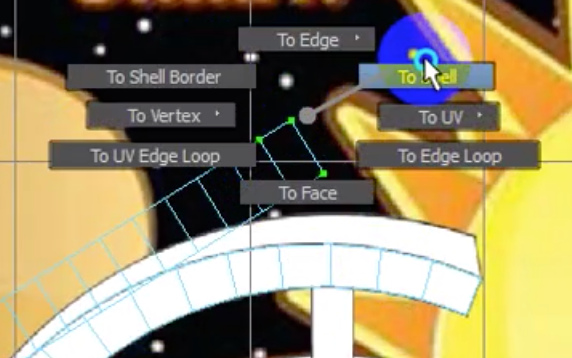 To Edge
To Shell Border
To Shell
To Vertex
To UV
To UV Edge Loop
To Edge Loop
To Face